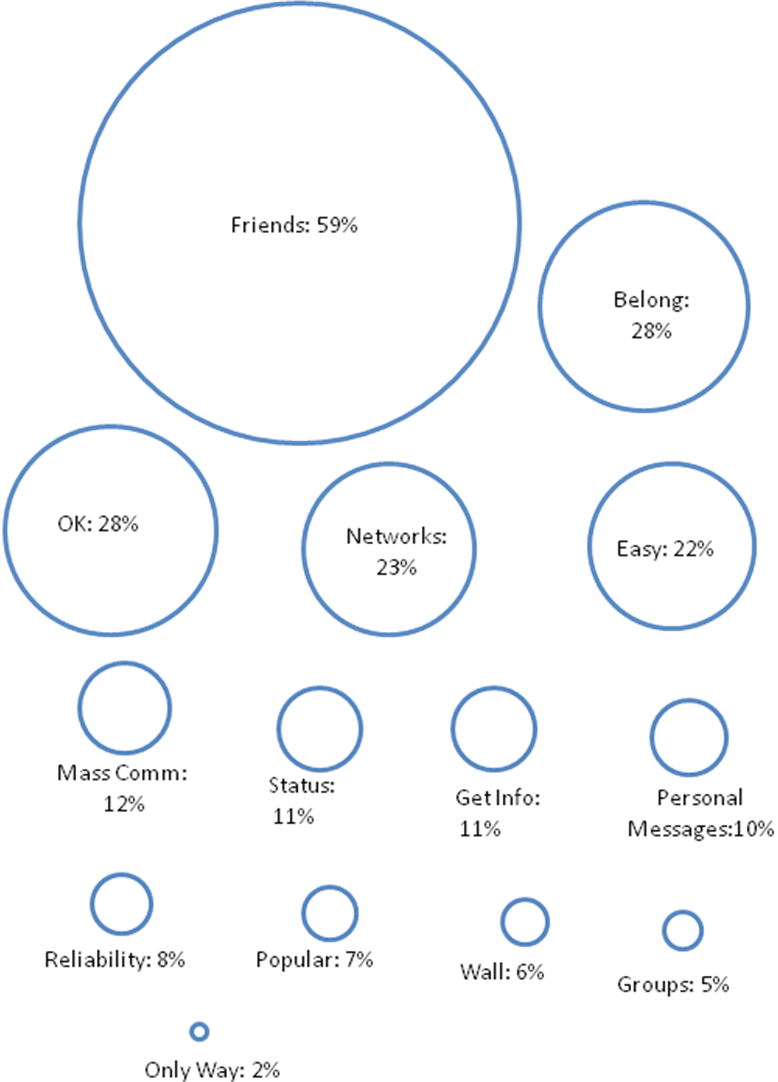 Friends: 59%
Belong:
28%
OK: 28%
Networks:
23%
Easy: 22%
Mass Comm:
12%
Status:
11%
Get Info:
11%
Personal
Messages:10%
Reliability: 8%
Popular: 7%
Wall: 6%
Groups: 5%
Only Way: 2%